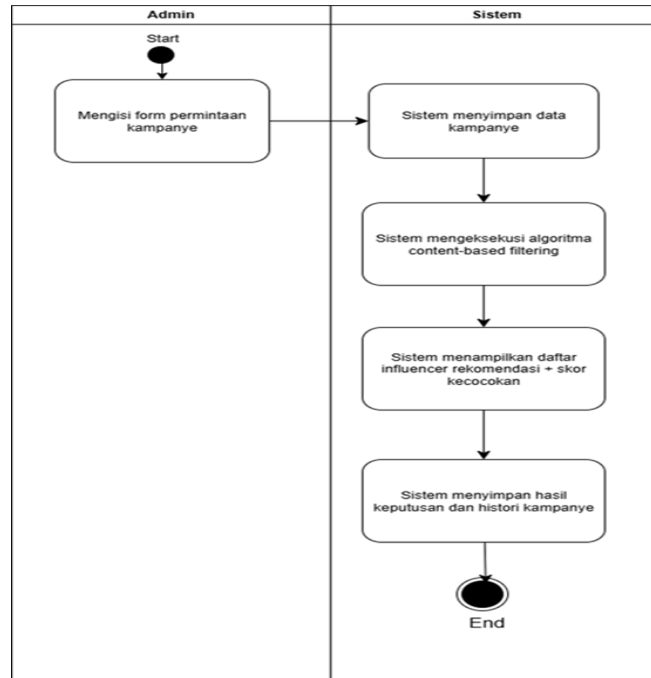 Admin
Sistem
Start
Mengisi form permintaan
kampanye
Sistem menyimpan data
kampanye
Sistem mengeksekusi algoritma
content-based filtering
Sistem menampilkan daftar
influencer rekomendasi + skor
kecocokan
Sistem menyimpan hasil
keputusan dan histori kampanye
End